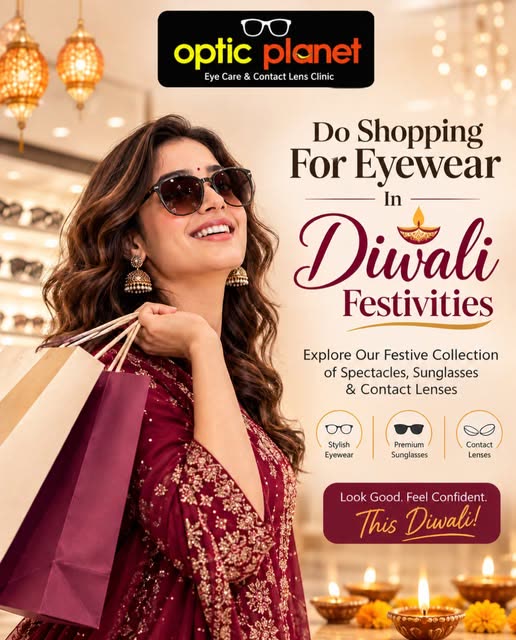 optic planet
Eye Care & Contact Lens Clinic
Do Shopping
For Eyewear
In
Diwali
Festivities
Explore Our Festive Collection
of Spectacles, Sunglasses
& Contact Lenses
Stylish
Eyewear
Premium
Sunglasses
Contact
Lenses
Look Good. Feel Confident.
This Diwali!